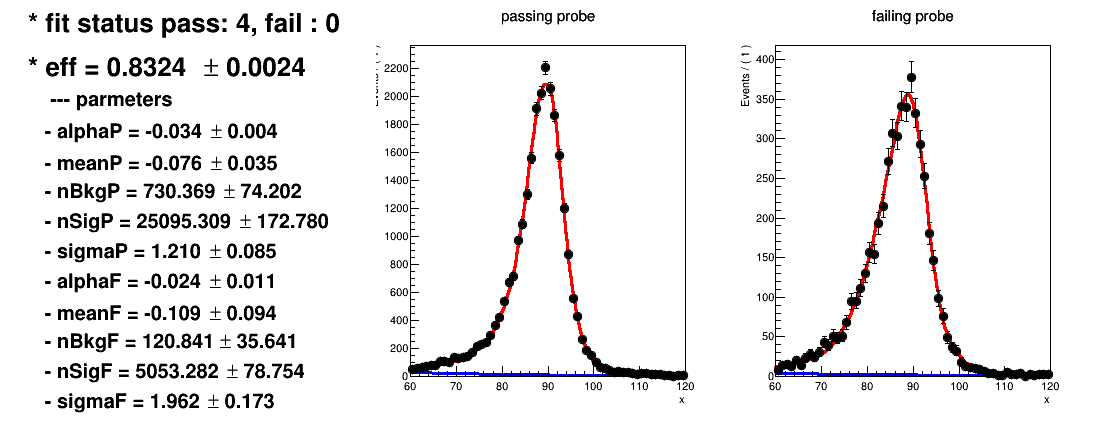 * fit status pass: 4, fail : 0
* eff = 0.8324 ± 0.0024
--- parmeters
- alphaP = -0.034 ± 0.004
- meanP = -0.076 ± 0.035
- nBkgP = 730.369 ± 74.202
- nSigP = 25095.309 ± 172.780
- sigmaP = 1.210 ± 0.085
- alphaF = -0.024 ± 0.011
- meanF = -0.109 ± 0.094
- nBkgF = 120.841 ± 35.641
- nSigF = 5053.282 ± 78.754
- sigmaF = 1.962 ± 0.173
passing probe
2200
2000
1800
1600
1400
1200
1000
800
600
400
200
0
60 70 80 90 100 110 120
x
failing probe
Events / ( 1 )
400
350
300
250
200
150
100
50
0
60 70 80 90 100 110 120
x